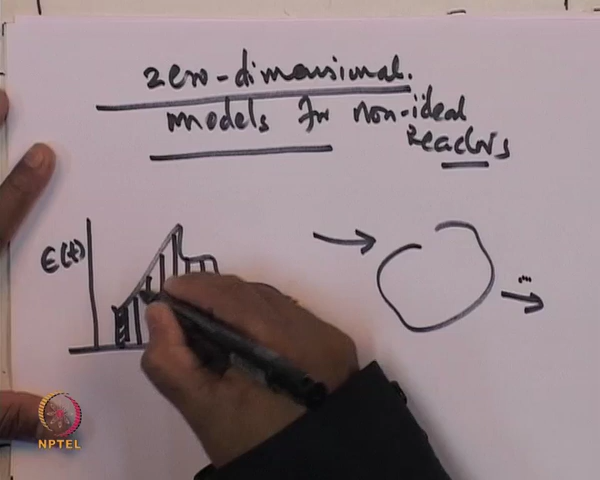 zero-dimensional.
models for non-ideal
Reactors
E(t)
NPTEL